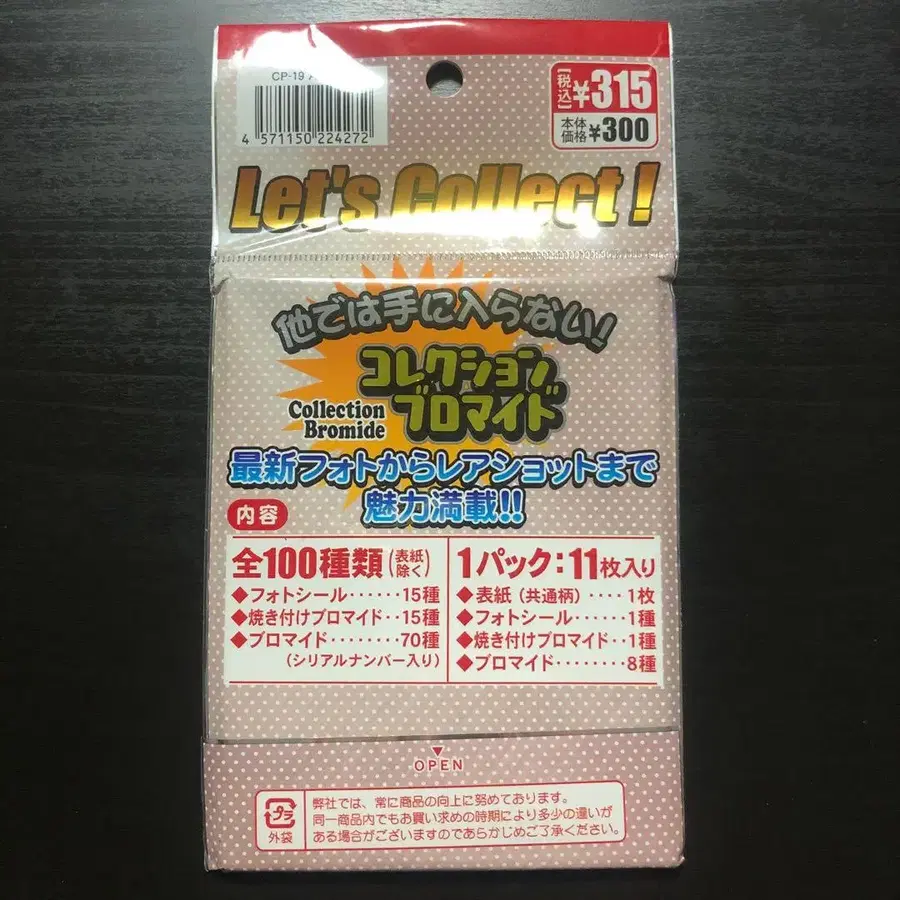 CP-19
4 571150 224272
[税込] ¥315
本体価格 ¥300
Let's Collect!
他では手に入らない!
コレクション
ブロマイド
Collection
Bromide
最新フォトからレアショットまで
魅力満載!!
内容
全100種類(表紙除く)
◆フォトシール······15種
◆焼き付けブロマイド··15種
◆ブロマイド········70種
(シリアルナンバー入り)
1パック:11枚入り
◆表紙(共通柄)····1枚
◆フォトシール······1種
◆焼き付けブロマイド··1種
◆ブロマイド········8種
▼
OPEN
プラ
外袋
弊社では、常に商品の向上に努めております。
同一商品内でもお買い求めの時期により多少の違いが
ある場合がございますのであらかじめご了承ください。